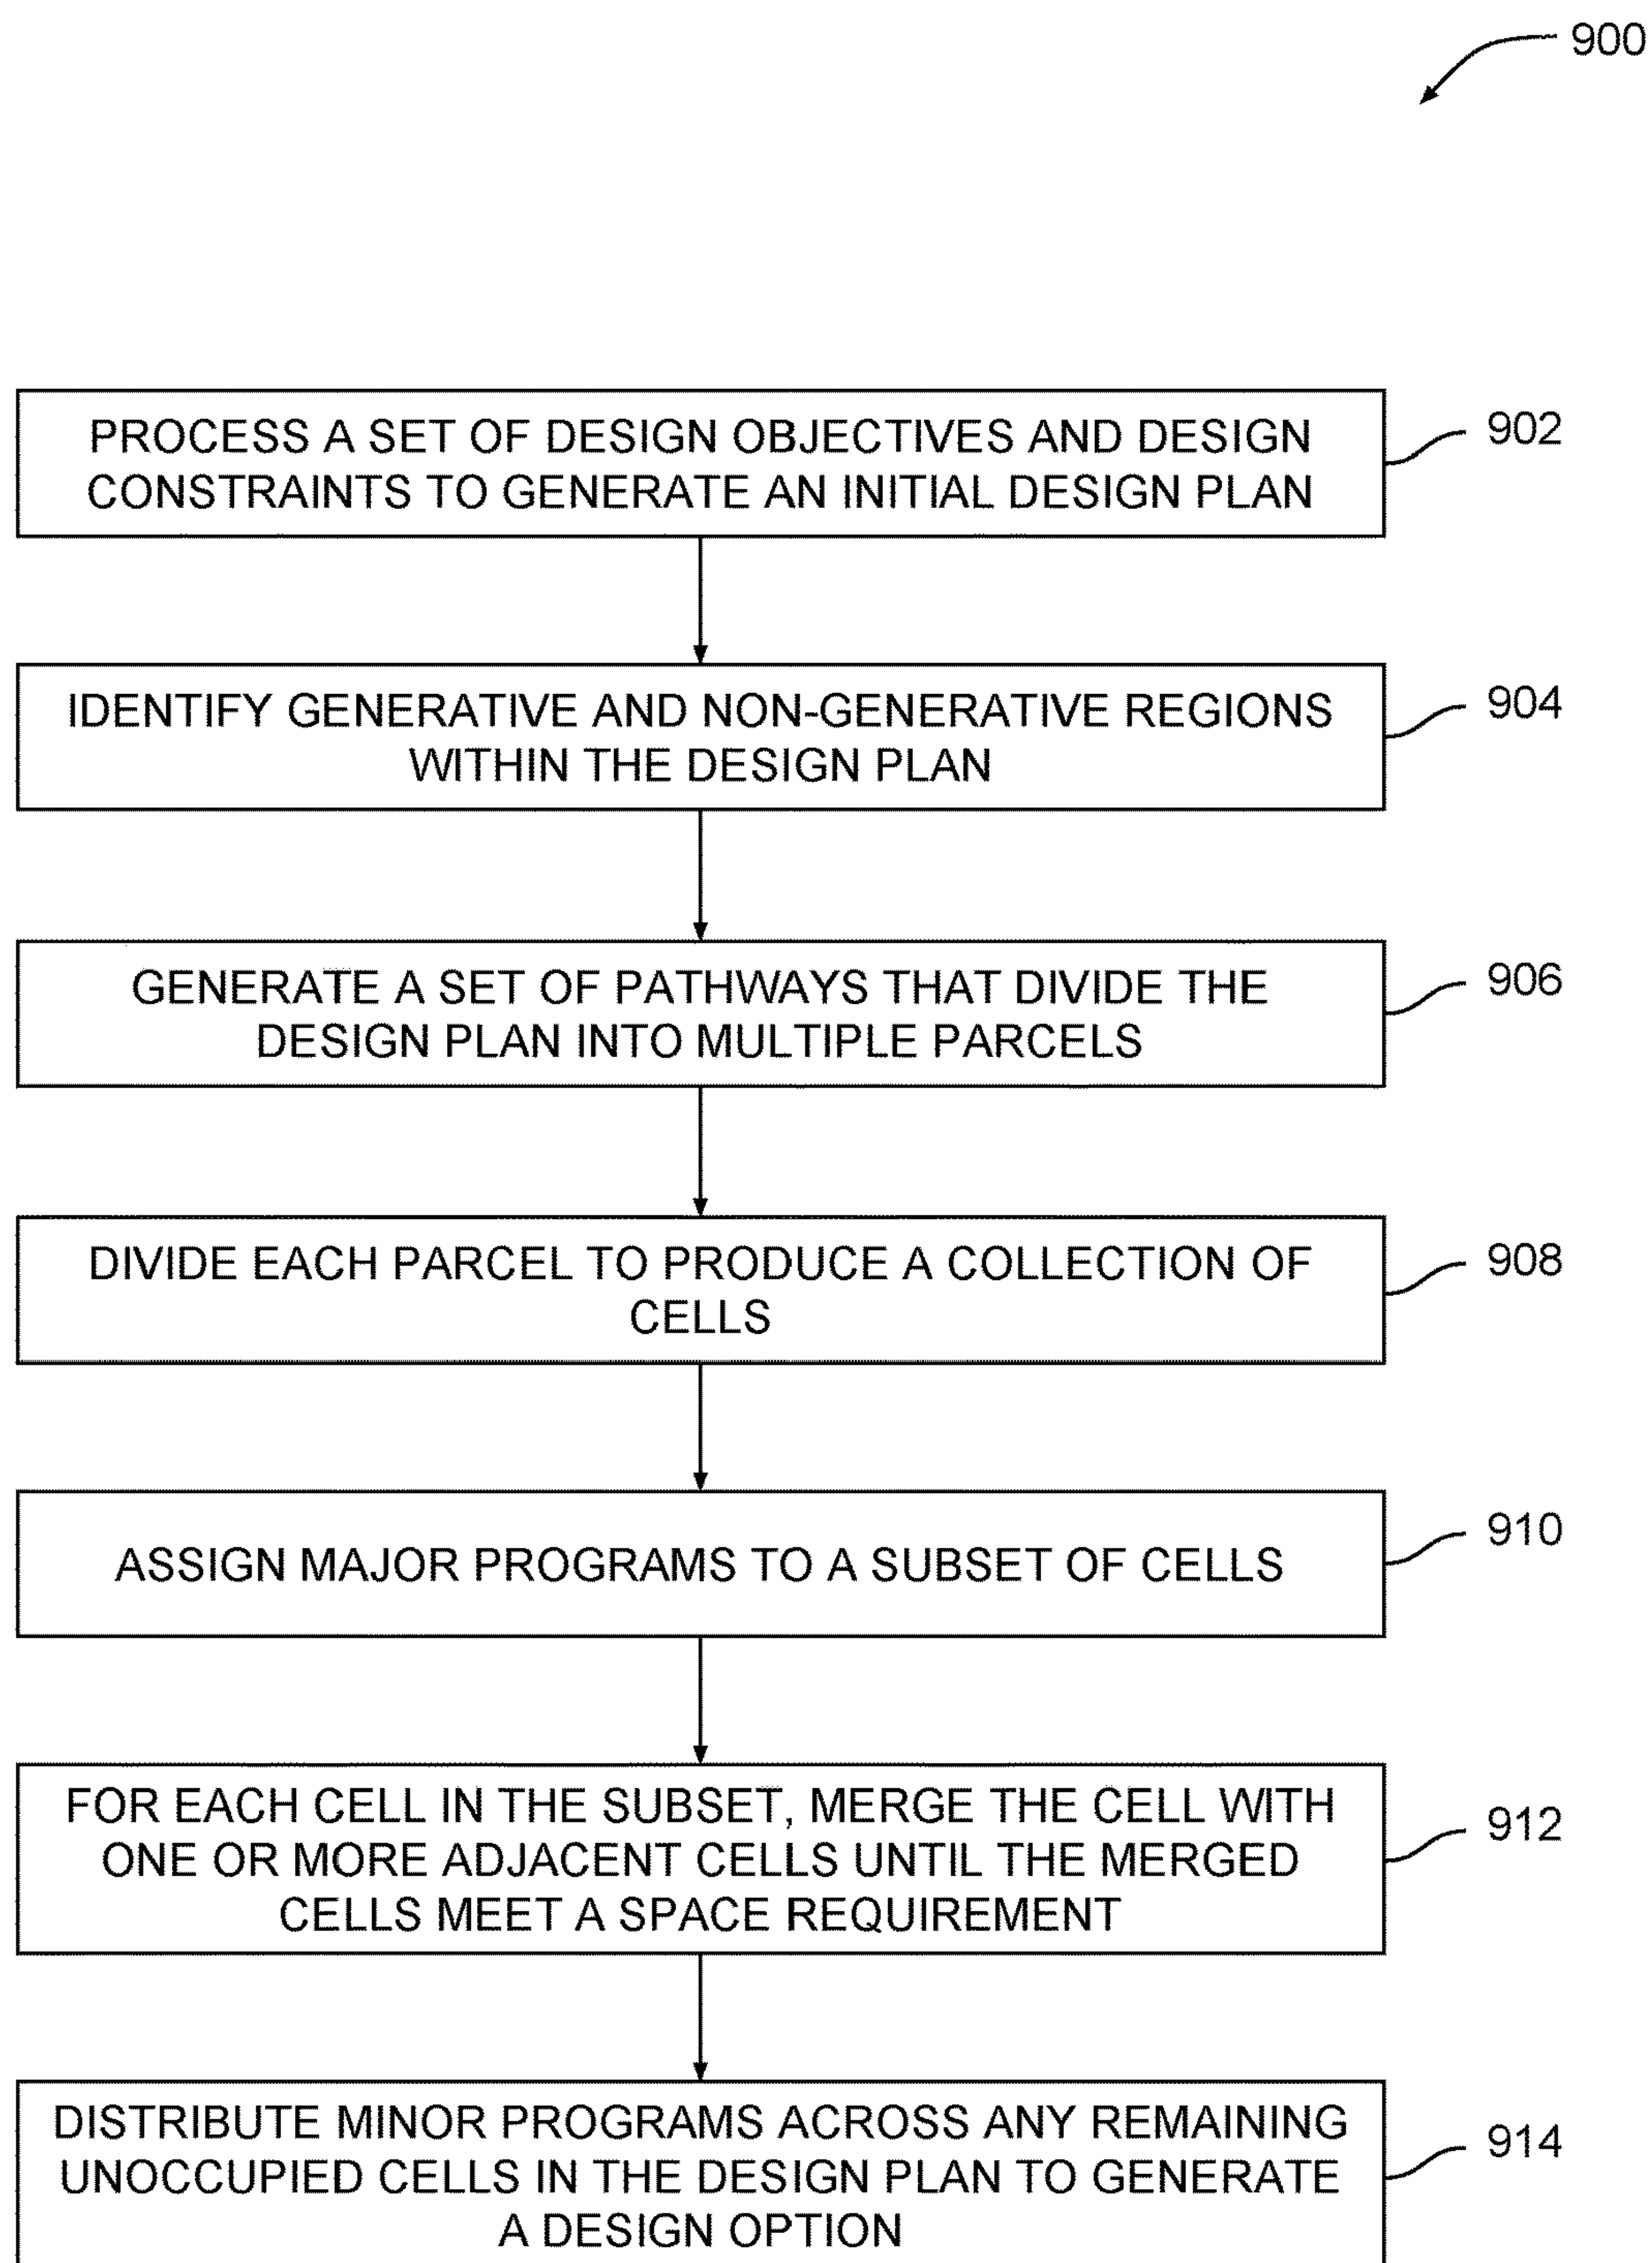 900
PROCESS A SET OF DESIGN OBJECTIVES AND DESIGN
CONSTRAINTS TO GENERATE AN INITIAL DESIGN PLAN
902
IDENTIFY GENERATIVE AND NON-GENERATIVE REGIONS
WITHIN THE DESIGN PLAN
904
GENERATE A SET OF PATHWAYS THAT DIVIDE THE
DESIGN PLAN INTO MULTIPLE PARCELS
906
DIVIDE EACH PARCEL TO PRODUCE A COLLECTION OF
CELLS
908
ASSIGN MAJOR PROGRAMS TO A SUBSET OF CELLS
910
FOR EACH CELL IN THE SUBSET, MERGE THE CELL WITH
ONE OR MORE ADJACENT CELLS UNTIL THE MERGED
CELLS MEET A SPACE REQUIREMENT
912
DISTRIBUTE MINOR PROGRAMS ACROSS ANY REMAINING
UNOCCUPIED CELLS IN THE DESIGN PLAN TO GENERATE
A DESIGN OPTION
914